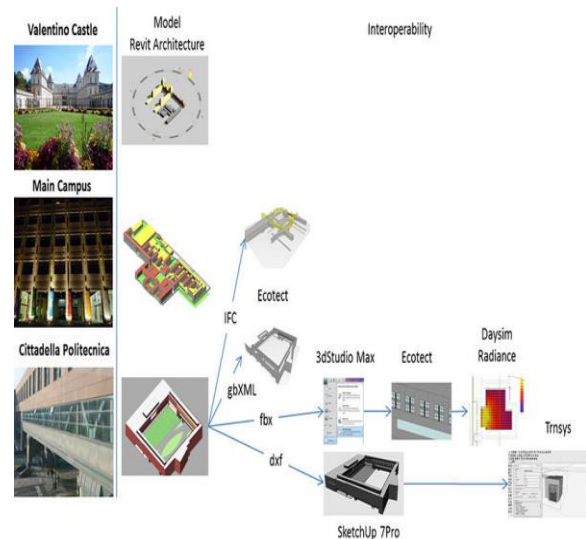 Valentino Castle
Model
Revit Architecture
Interoperability
Main Campus
Ecotect
IFC
Cittadella Politecnica
gbXML
3dStudio Max
Ecotect
Daysim
Radiance
fbx
Trnsys
dxf
SketchUp 7Pro